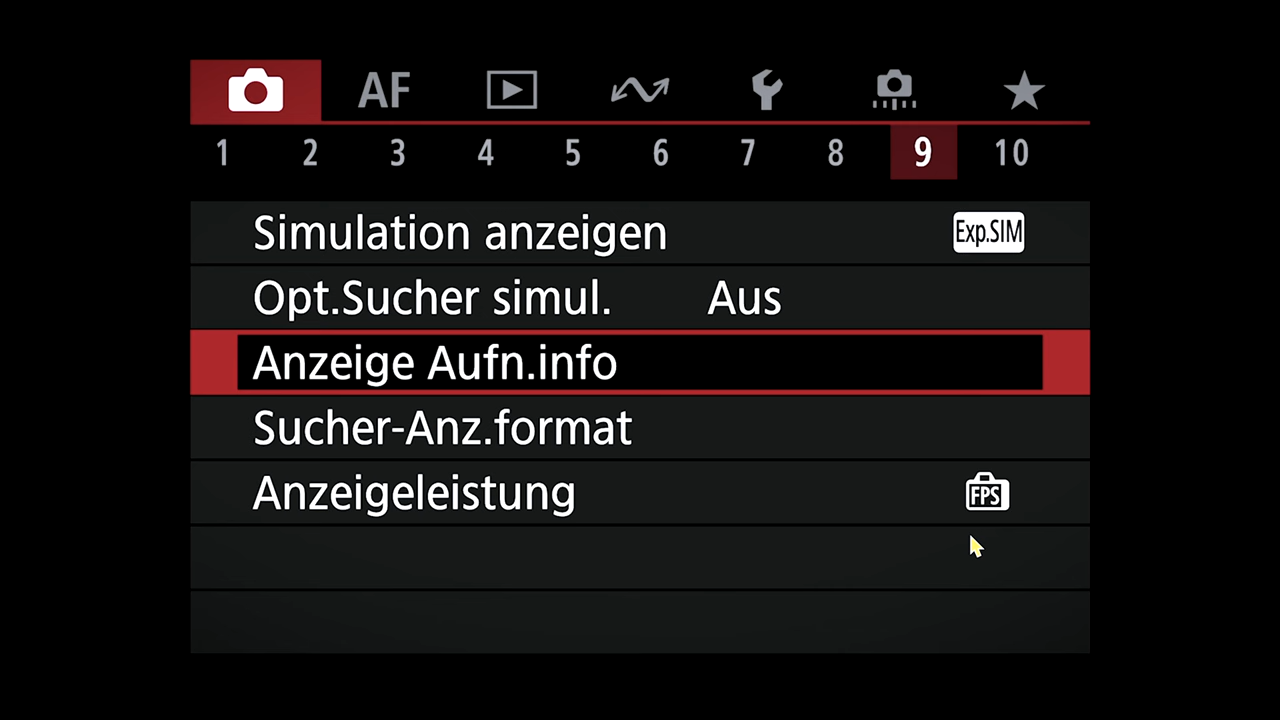 AF
1 2 3 4 5 6 7 8 9 10
Simulation anzeigen Exp.SIM
Opt.Sucher simul. Aus
Anzeige Aufn.info
Sucher-Anz.format
Anzeigeleistung FPS